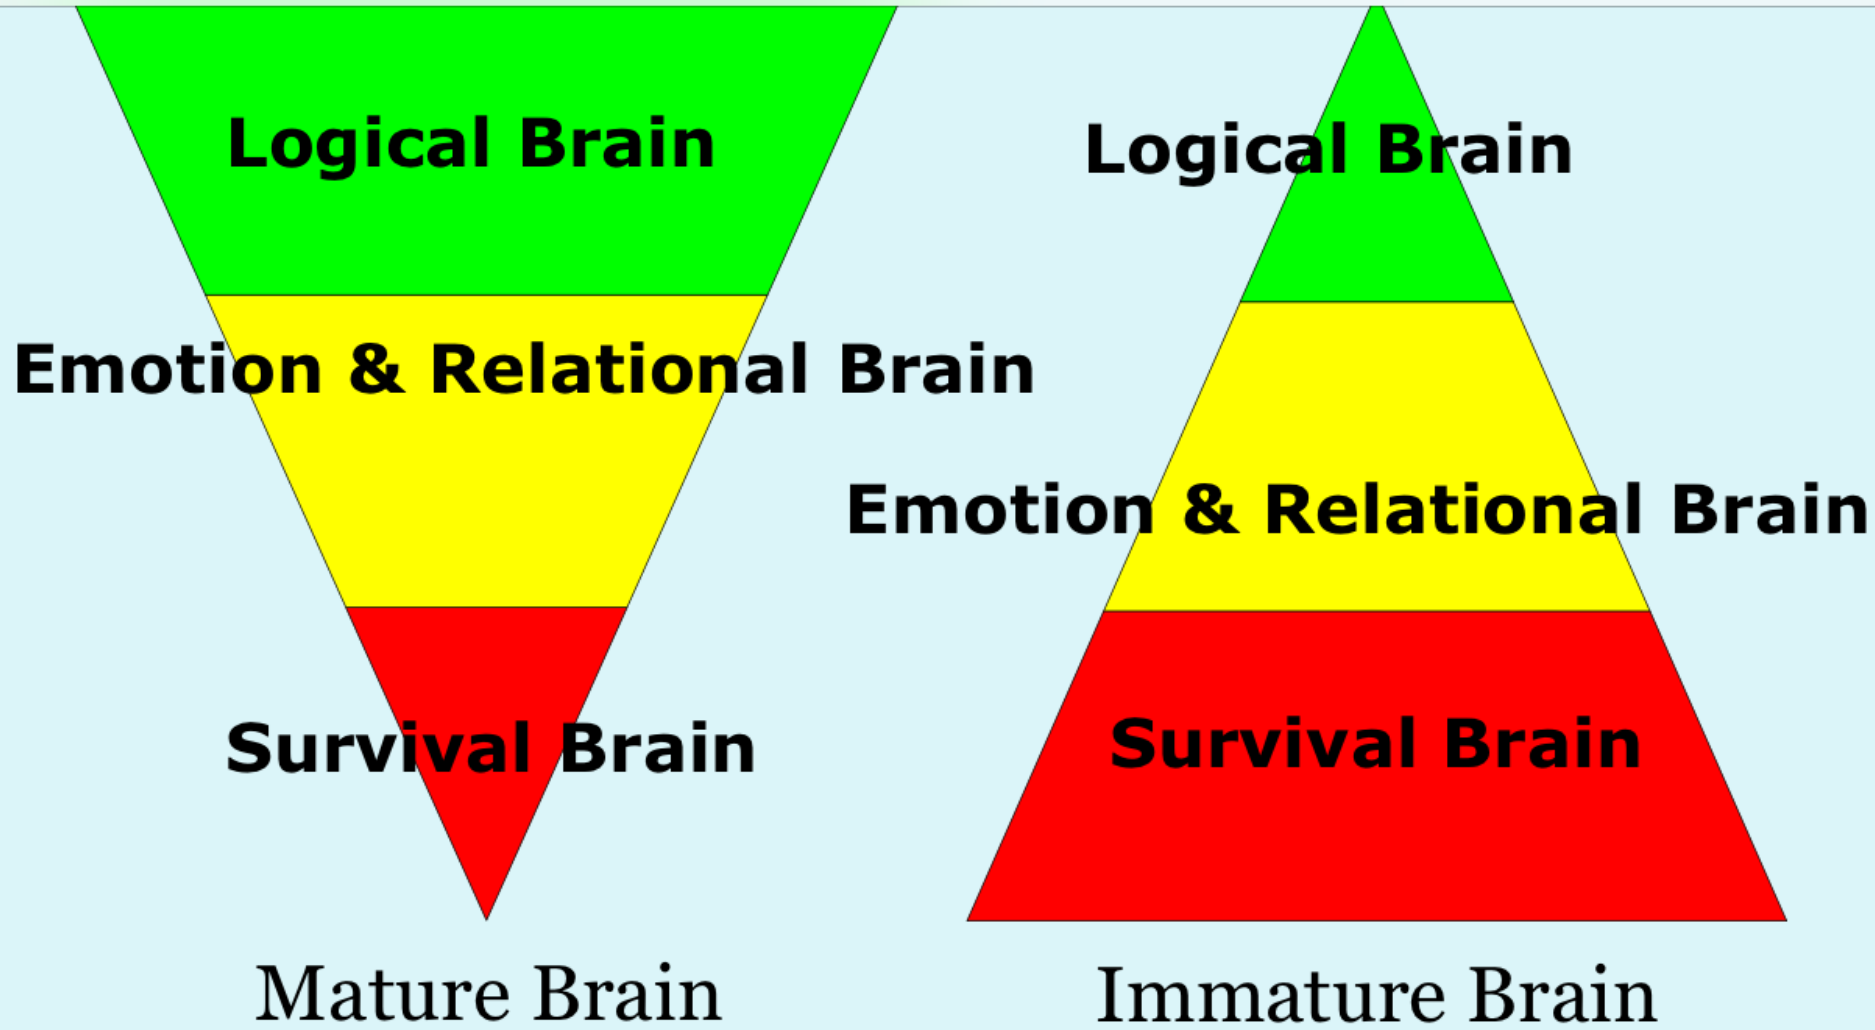 Logical Brain
Emotion & Relational Brain
Survival Brain
Mature Brain
Logical Brain
Emotion & Relational Brain
Survival Brain
Immature Brain